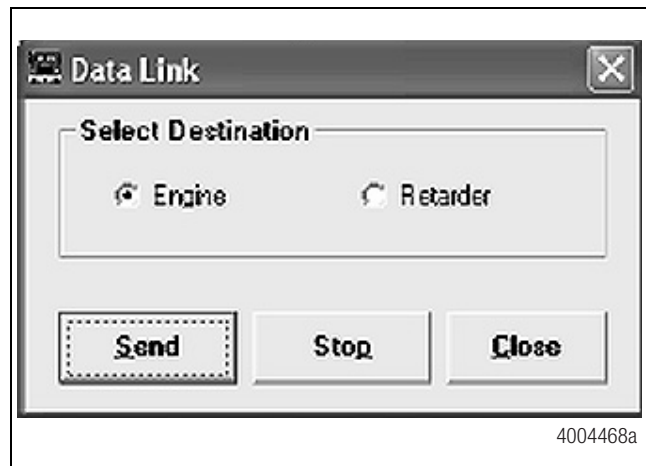 Data Link
Select Destination
Engine Retarder
Send Stop Close
4004468a